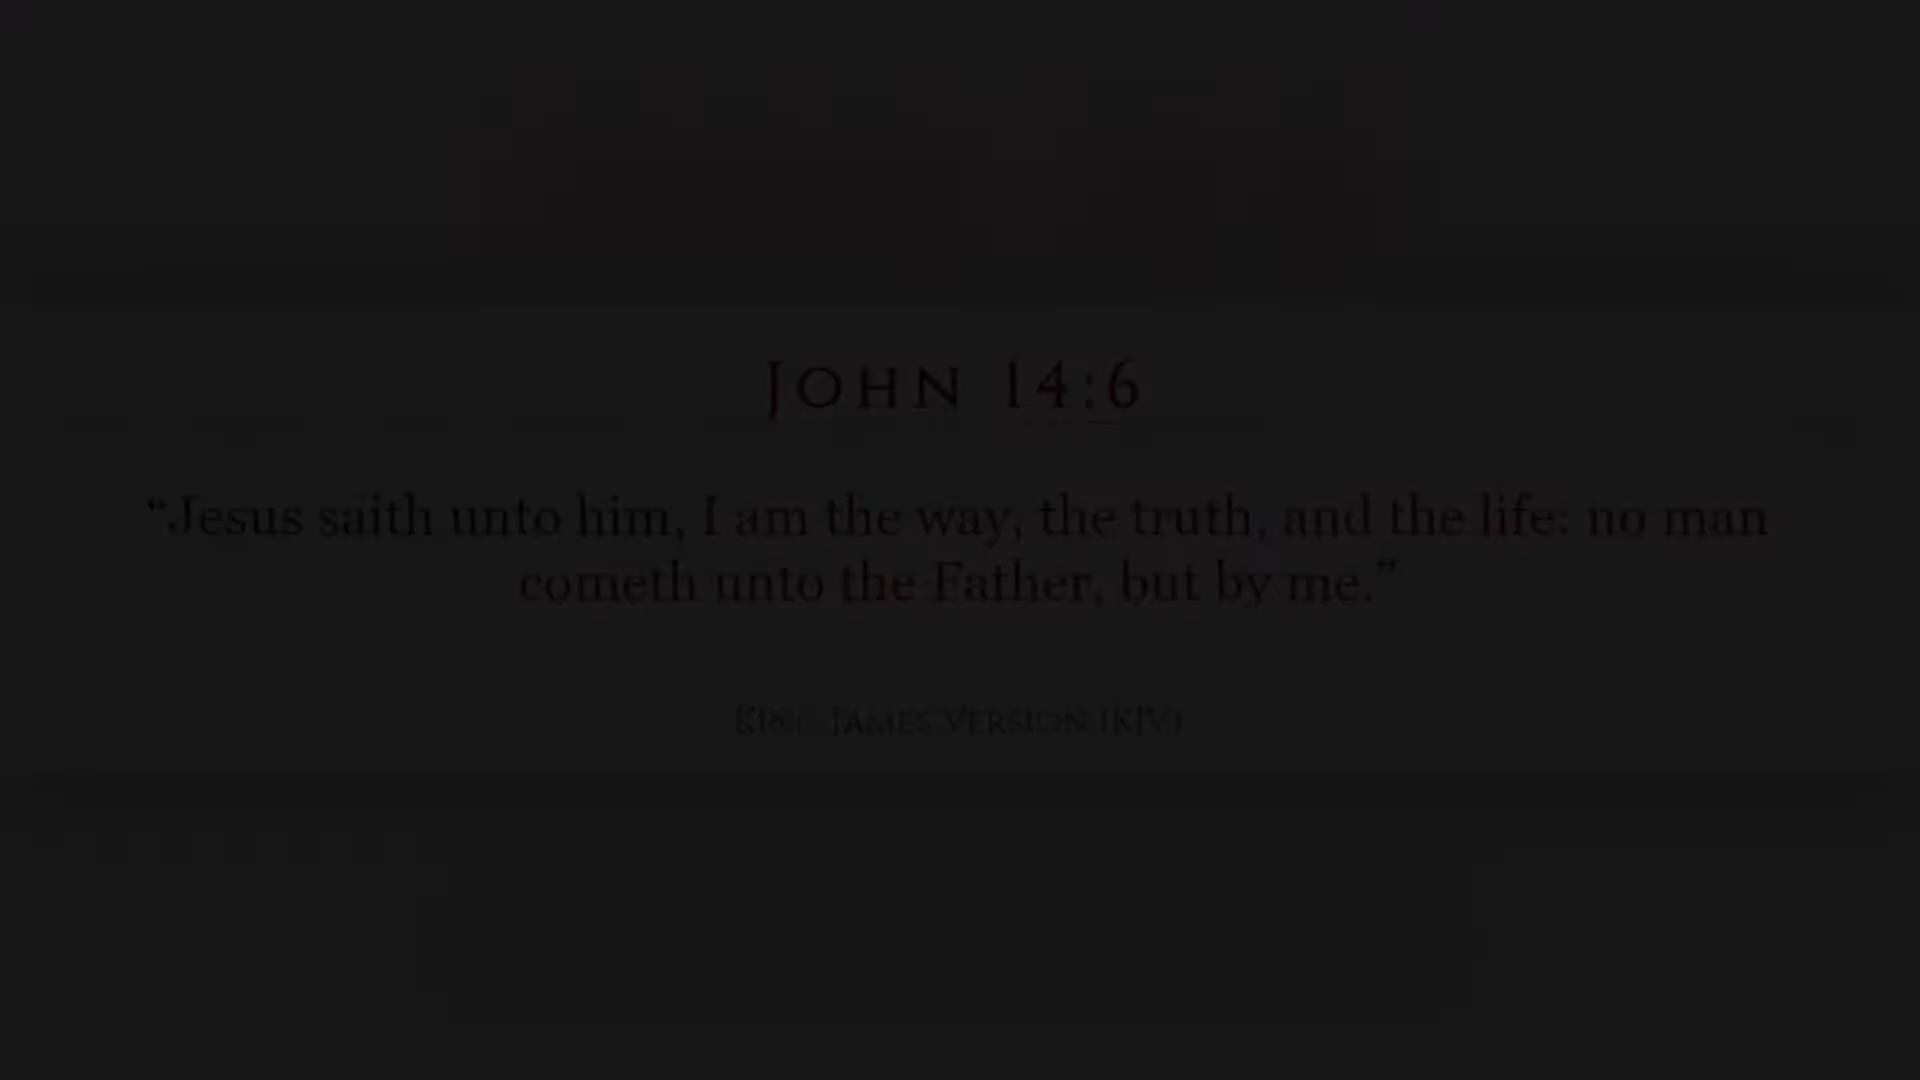 JOHN 14:6
“Jesus saith unto him, I am the way, the truth, and the life: no man
cometh unto the Father, but by me.”
KING JAMES VERSION (KJV)